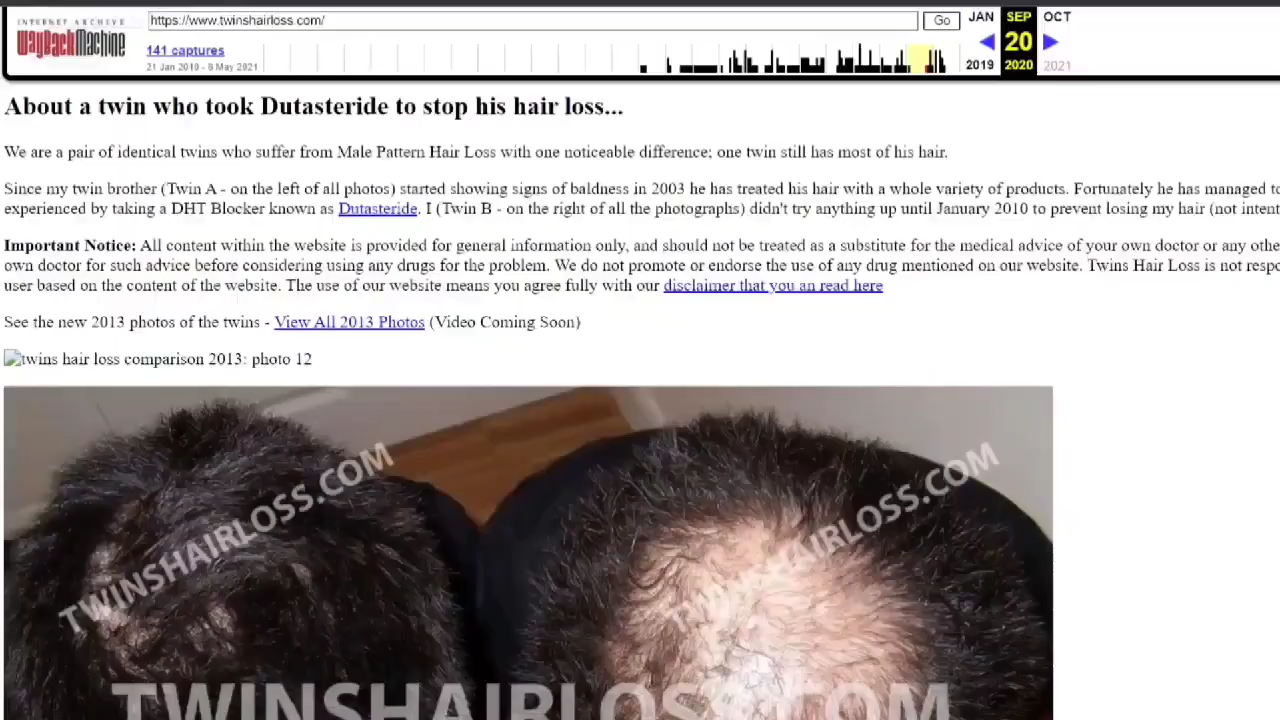 INTERNET ARCHIVE
WayBackMachine
https://www.twinshairloss.com/
Go
JAN SEP OCT
141 captures
20
21 Jan 2010 - 6 May 2021
2019 2020 2021
About a twin who took Dutasteride to stop his hair loss...
We are a pair of identical twins who suffer from Male Pattern Hair Loss with one noticeable difference; one twin still has most of his hair.
Since my twin brother (Twin A - on the left of all photos) started showing signs of baldness in 2003 he has treated his hair with a whole variety of products. Fortunately he has managed to
experienced by taking a DHT Blocker known as Dutasteride. I (Twin B - on the right of all the photographs) didn't try anything up until January 2010 to prevent losing my hair (not intent
Important Notice: All content within the website is provided for general information only, and should not be treated as a substitute for the medical advice of your own doctor or any othe
own doctor for such advice before considering using any drugs for the problem. We do not promote or endorse the use of any drug mentioned on our website. Twins Hair Loss is not respo
user based on the content of the website. The use of our website means you agree fully with our disclaimer that you an read here
See the new 2013 photos of the twins - View All 2013 Photos (Video Coming Soon)
twins hair loss comparison 2013: photo 12
TWINSHAIRLOSS.COM
TWINSHAIRLOSS.COM
TWINSHAIRLOSS.COM